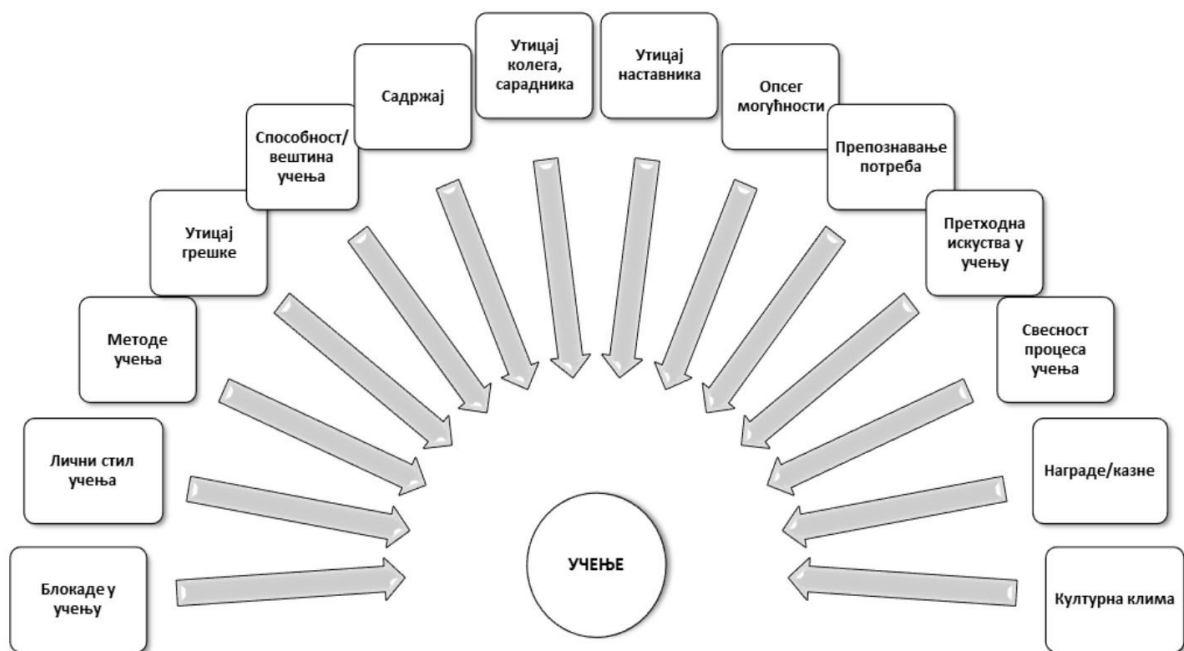 Блокаде у
учењу
Лични стил
учења
Методе
учења
Утицај
грешке
Способност/
вештина
учења
Садржај
Утицај
колега,
сарадника
Утицај
наставника
Опсег
могућности
Препознавање
потреба
Претходна
искуства у
учењу
Свесност
процеса
учења
Награде/казне
Културна клима
УЧЕЊЕ